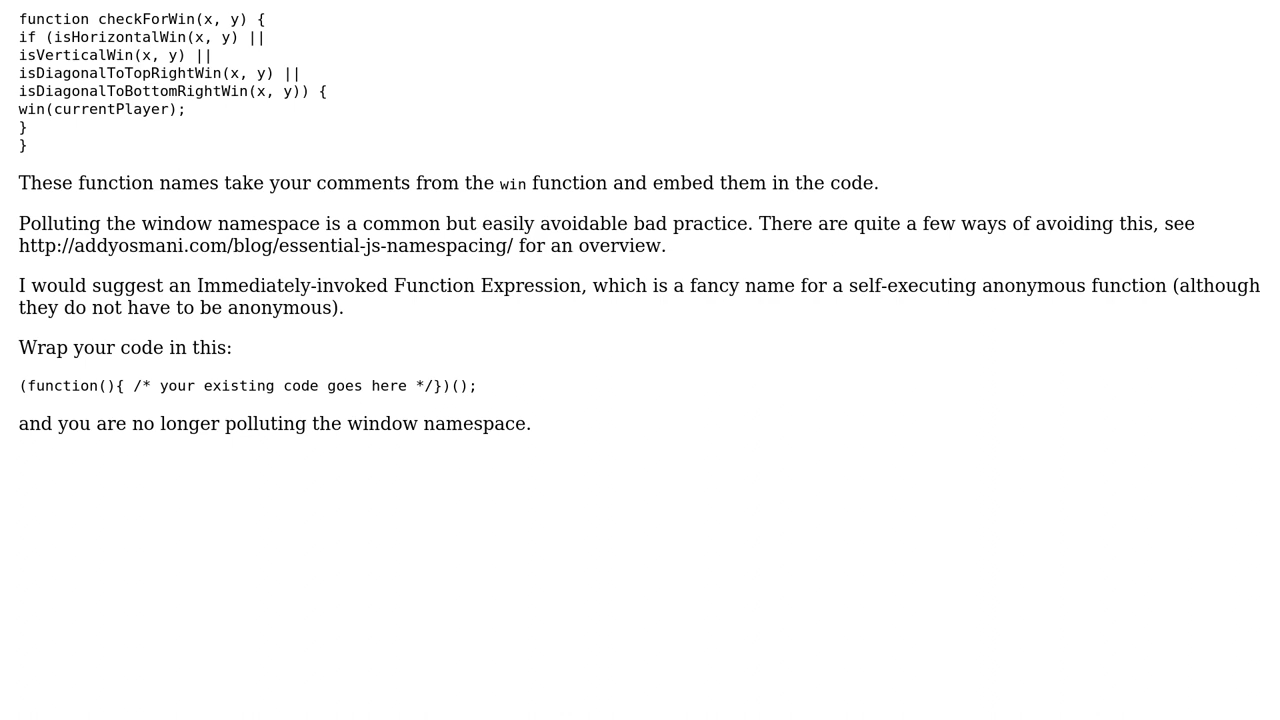 function checkForWin(x, y) {
if (isHorizontalWin(x, y) ||
isVerticalWin(x, y) ||
isDiagonalToTopRightWin(x, y) ||
isDiagonalToBottomRightWin(x, y)) {
win(currentPlayer);
}
}
These function names take your comments from the win function and embed them in the code.
Polluting the window namespace is a common but easily avoidable bad practice. There are quite a few ways of avoiding this, see
http://addyosmani.com/blog/essential-js-namespacing/ for an overview.
I would suggest an Immediately-invoked Function Expression, which is a fancy name for a self-executing anonymous function (although
they do not have to be anonymous).
Wrap your code in this:
(function(){ /* your existing code goes here */})();
and you are no longer polluting the window namespace.